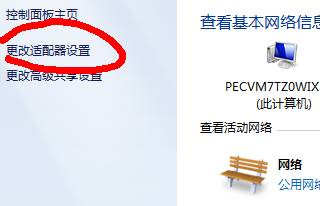 控制面板主页
更改适配器设置
更改高级共享设置
查看基本网络信息
PECVM7TZ0WIX
(此计算机)
查看活动网络
网络
公用网络